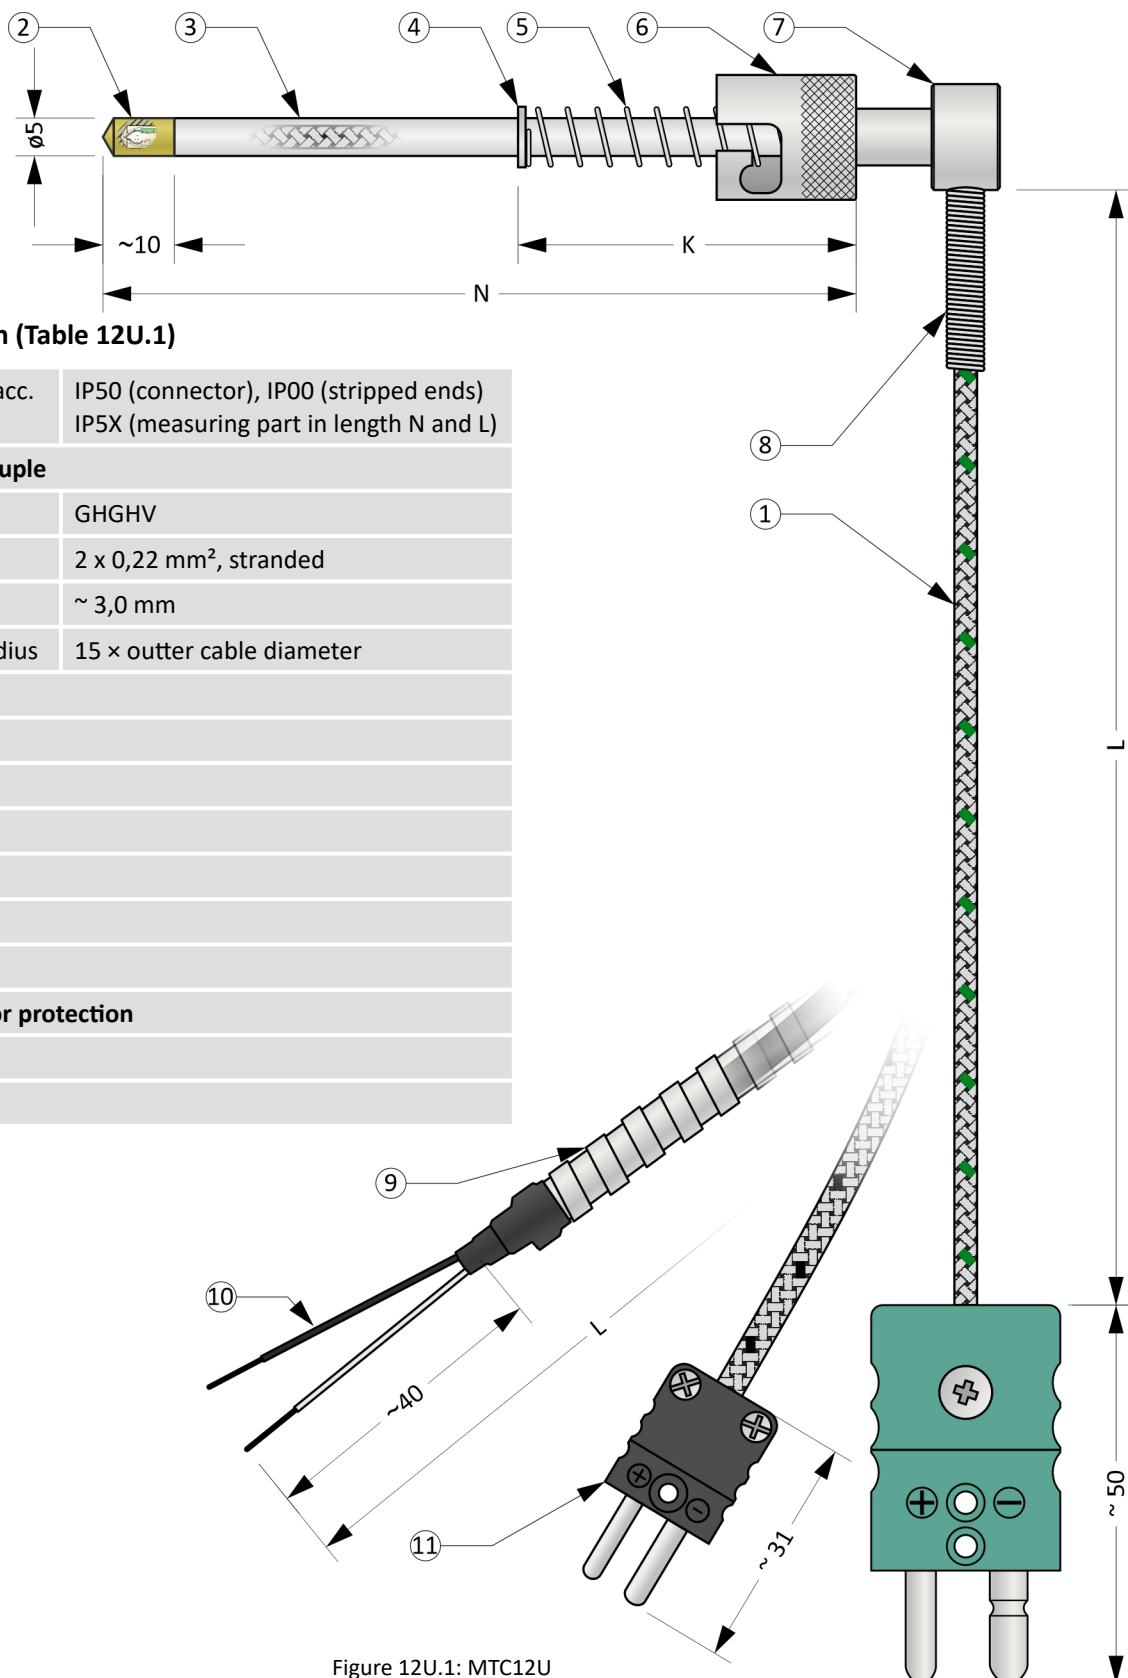 2
3
4
5
6
7
ø5
~10
K
N
n (Table 12U.1)
acc.
IP50 (connector), IP00 (stripped ends)
IP5X (measuring part in length N and L)
uple
GHGHV
2 x 0,22 mm², stranded
~ 3,0 mm
dius
15 × outter cable diameter
or protection
8
1
L
9
10
L
~40
11
~ 31
~ 50
Figure 12U.1: MTC12U